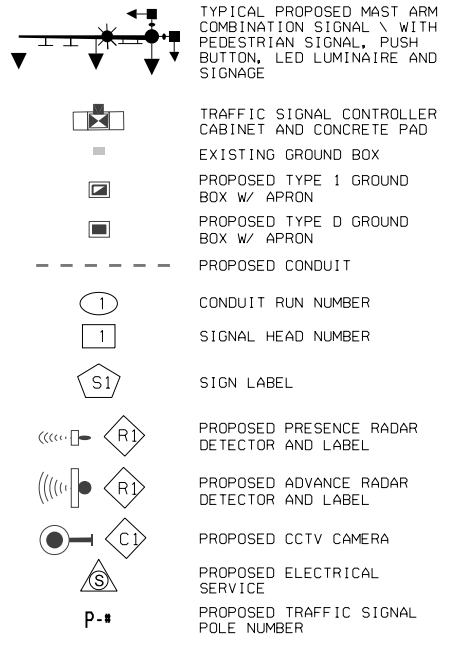 TYPICAL PROPOSED MAST ARM
COMBINATION SIGNAL \ WITH
PEDESTRIAN SIGNAL, PUSH
BUTTON, LED LUMINAIRE AND
SIGNAGE
TRAFFIC SIGNAL CONTROLLER
CABINET AND CONCRETE PAD
EXISTING GROUND BOX
PROPOSED TYPE 1 GROUND
BOX W/ APRON
PROPOSED TYPE D GROUND
BOX W/ APRON
PROPOSED CONDUIT
1
CONDUIT RUN NUMBER
1
SIGNAL HEAD NUMBER
S1
SIGN LABEL
R1
PROPOSED PRESENCE RADAR
DETECTOR AND LABEL
R1
PROPOSED ADVANCE RADAR
DETECTOR AND LABEL
C1
PROPOSED CCTV CAMERA
S
PROPOSED ELECTRICAL
SERVICE
P-#
PROPOSED TRAFFIC SIGNAL
POLE NUMBER